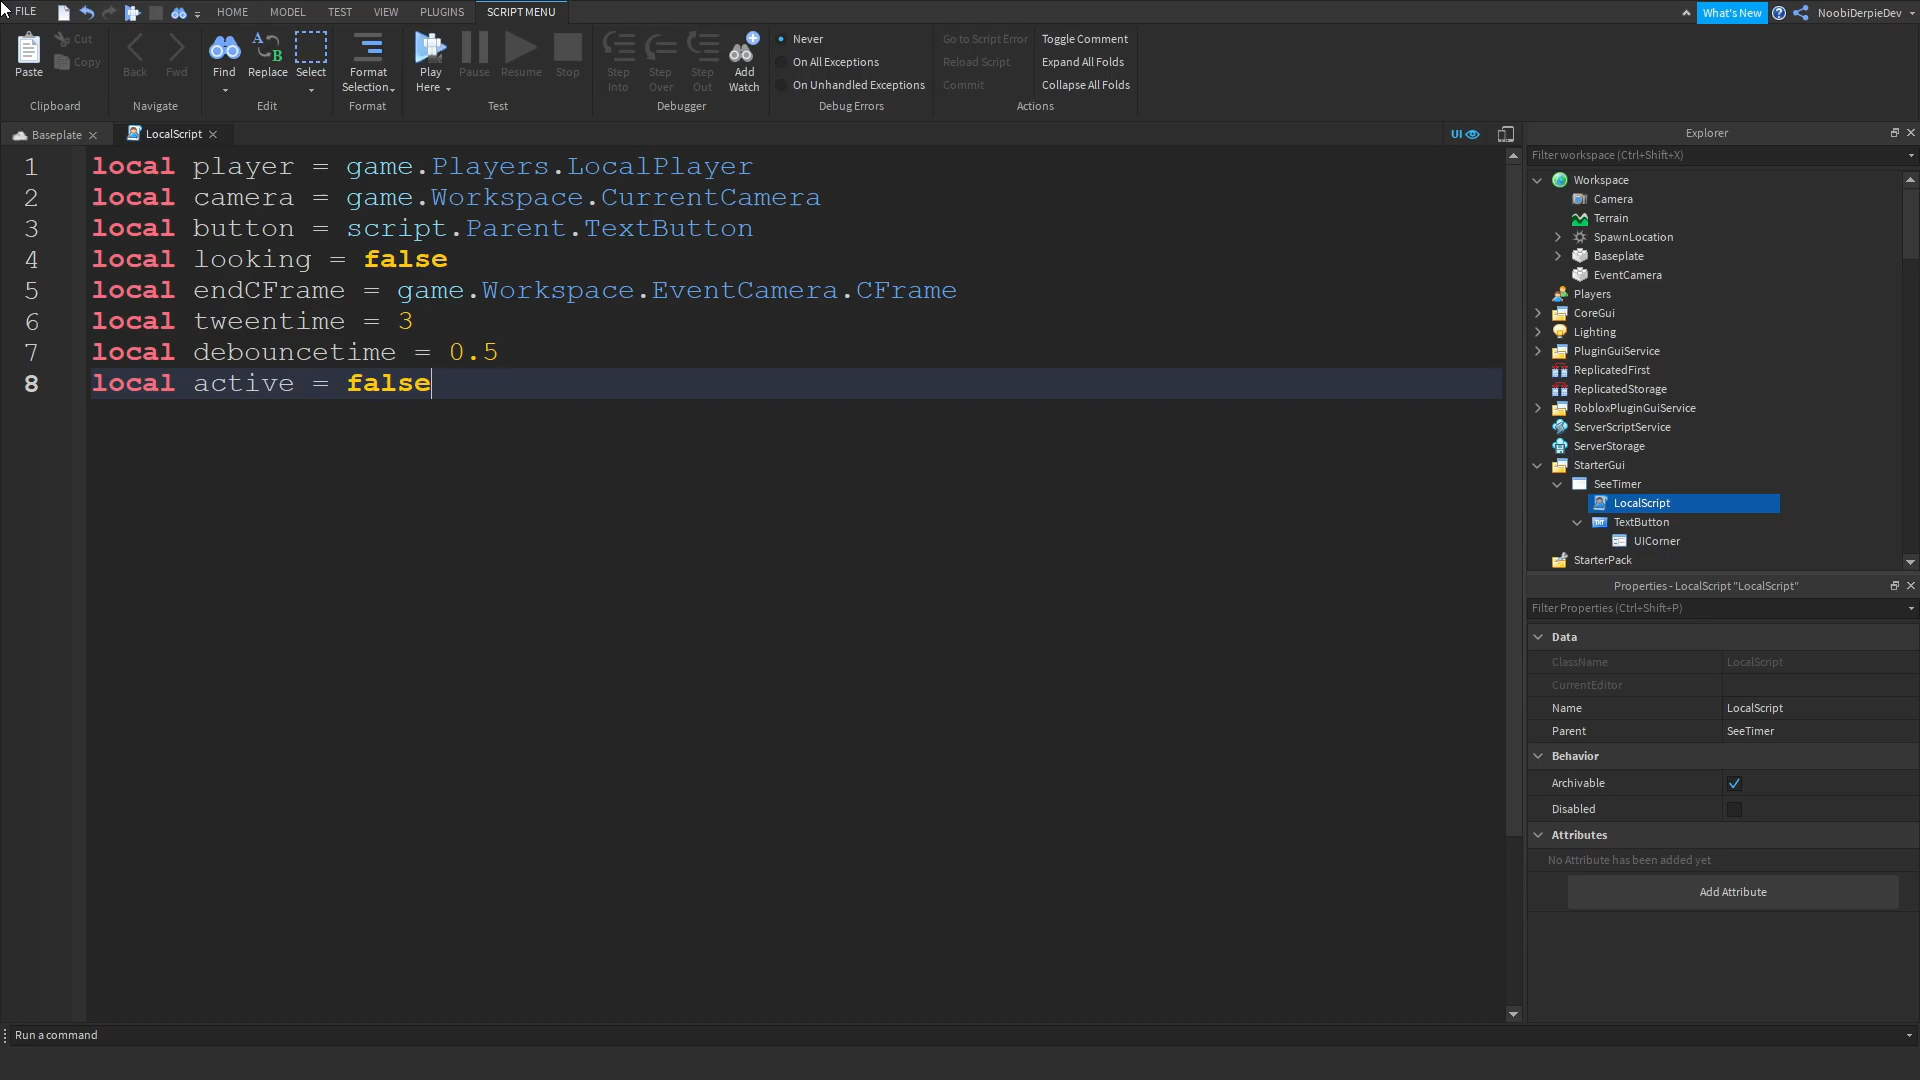 FILE HOME MODEL TEST VIEW PLUGINS SCRIPT MENU What's New NoobiDerpieDev
Paste Cut Copy
Clipboard
Back Fwd
Navigate
Find Replace Select
Edit
Format Selection
Format
Play Here Pause Resume Stop
Test
Step Into Step Over Step Out Add Watch
Debugger
Never
On All Exceptions
On Unhandled Exceptions
Debug Errors
Go to Script Error Toggle Comment
Reload Script Expand All Folds
Commit Collapse All Folds
Actions
Baseplate LocalScript UI
1 local player = game.Players.LocalPlayer
2 local camera = game.Workspace.CurrentCamera
3 local button = script.Parent.TextButton
4 local looking = false
5 local endCFrame = game.Workspace.EventCamera.CFrame
6 local tweentime = 3
7 local debouncetime = 0.5
8 local active = false
Explorer
Filter workspace (Ctrl+Shift+X)
Workspace
Camera
Terrain
SpawnLocation
Baseplate
EventCamera
Players
CoreGui
Lighting
PluginGuiService
ReplicatedFirst
ReplicatedStorage
RobloxPluginGuiService
ServerScriptService
ServerStorage
StarterGui
SeeTimer
LocalScript
TextButton
UICorner
StarterPack
Properties - LocalScript "LocalScript"
Filter Properties (Ctrl+Shift+P)
Data
ClassName LocalScript
CurrentEditor
Name LocalScript
Parent SeeTimer
Behavior
Archivable
Disabled
Attributes
No Attribute has been added yet
Add Attribute
Run a command